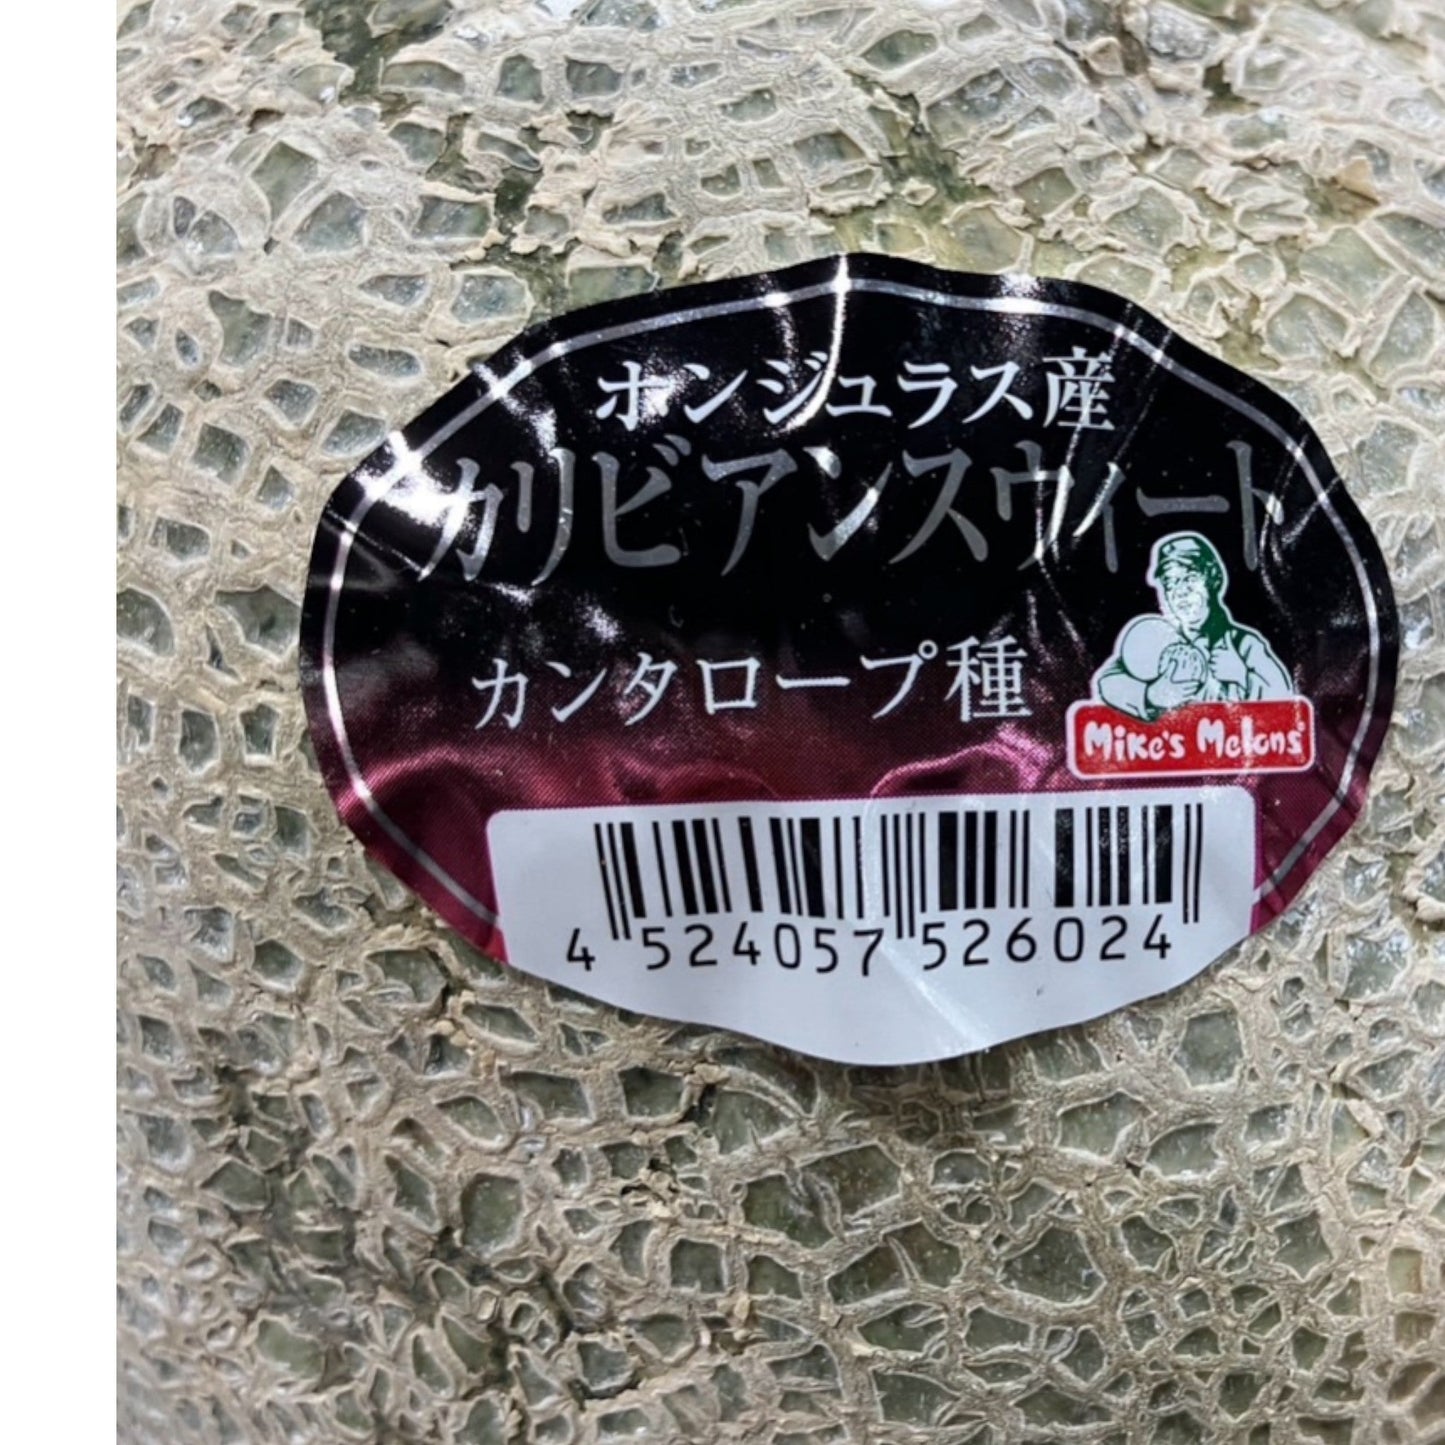 ホンジュラス産
カリビアンスウィート
カンタロープ種
Mike's Melons
4 524057 526024